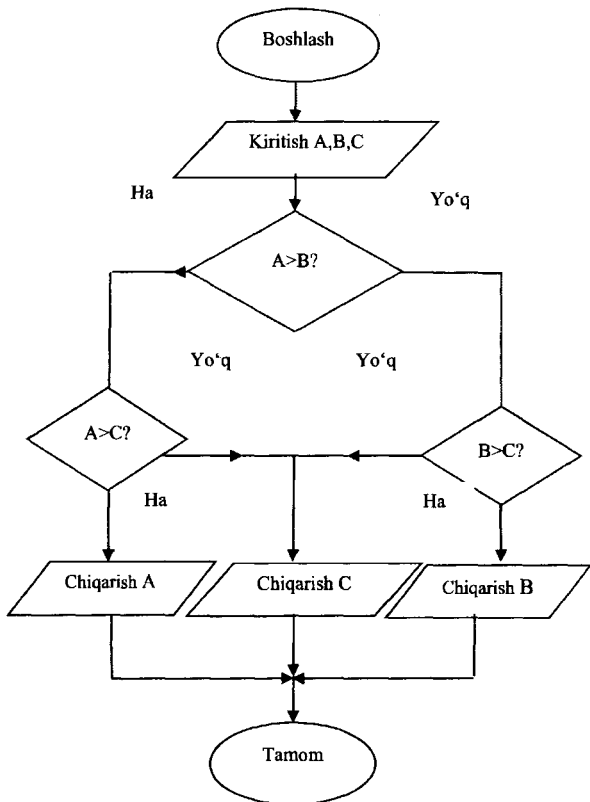 Boshlash
Kiritish A,B,C
Ha
Yo‘q
A>B?
Yo‘q
Yo‘q
A>C?
B>C?
Ha
Ha
Chiqarish A
Chiqarish C
Chiqarish B
Tamom